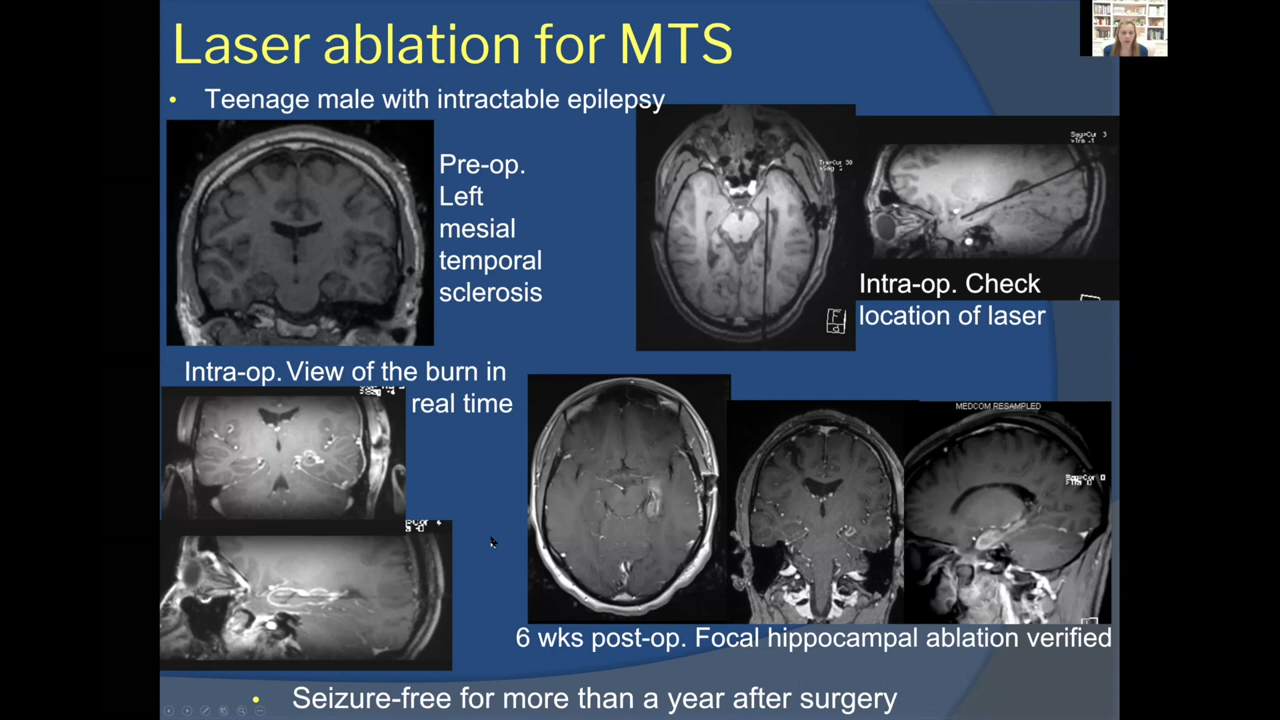 Laser ablation for MTS
• Teenage male with intractable epilepsy
Pre-op.
Left
mesial
temporal
sclerosis
Intra-op. Check
location of laser
Intra-op. View of the burn in
real time
MEDCOM RESAMPLED
6 wks post-op. Focal hippocampal ablation verified
• Seizure-free for more than a year after surgery